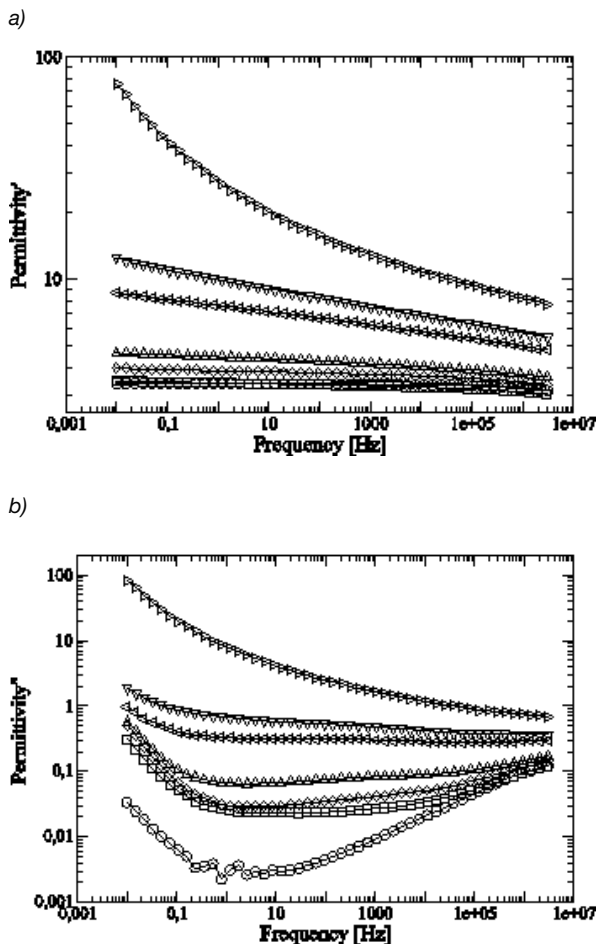 a)
100
10
Permittivity'
0,001 0,1 10 1000 1e+05 1e+07
Frequency [Hz]
b)
100
10
1
0,1
0,01
0,001
Permittivity"
0,001 0,1 10 1000 1e+05 1e+07
Frequency [Hz]